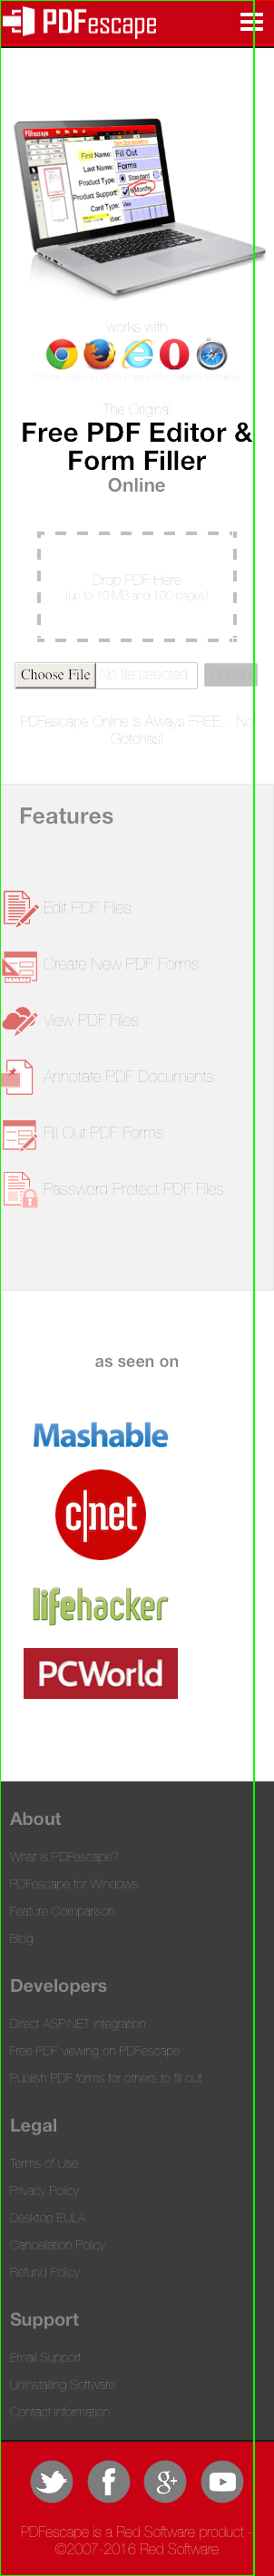 PDFescape
PDFescape
First Name: Fill Out
Last Name: Forms
Product Type: Standard
works with
The Original
Free PDF Editor &
Form Filler
Online
Drop PDF Here
(up to 10 MB and 100 pages)
Choose File No file selected. Upload
PDFescape Online is Always FREE... No
Gotchas!
Features
Edit PDF Files
Create New PDF Forms
View PDF Files
Annotate PDF Documents
Fill Out PDF Forms
Password Protect PDF Files
as seen on
Mashable
c|net
lifehacker
PCWorld
About
What is PDFescape?
PDFescape for Windows
Feature Comparison
Blog
Developers
Direct ASP.NET integration
Free PDF viewing on PDFescape
Publish PDF forms for others to fill out
Legal
Terms of Use
Privacy Policy
Desktop EULA
Cancellation Policy
Refund Policy
Support
Email Support
Uninstalling Software
Contact Information
PDFescape is a Red Software product -
©2007-2016 Red Software